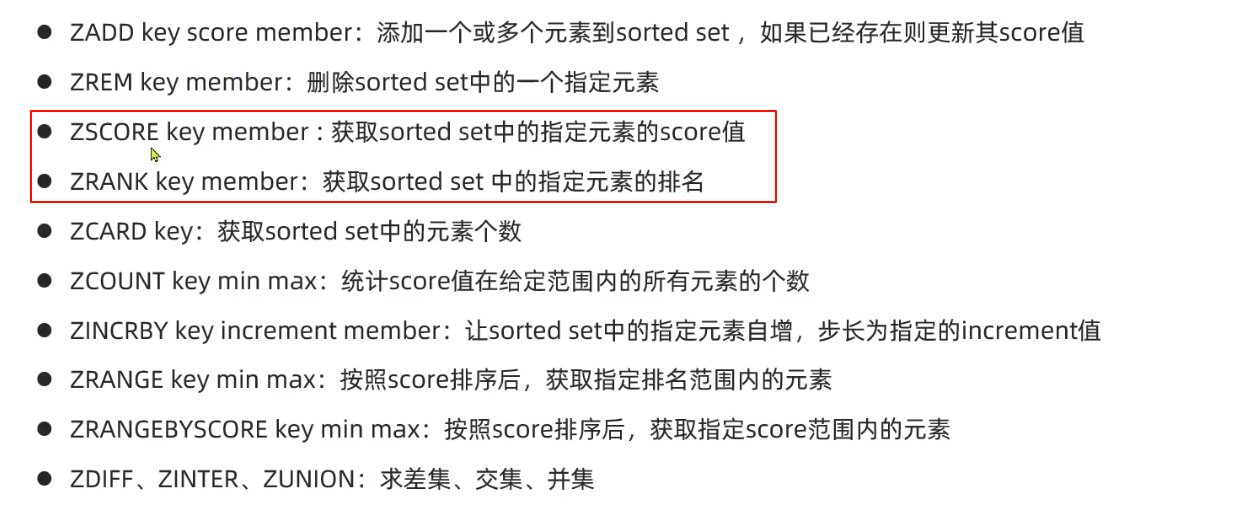 ● ZADD key score member：添加一个或多个元素到sorted set ，如果已经存在则更新其score值
● ZREM key member：删除sorted set中的一个指定元素
● ZSCORE key member : 获取sorted set中的指定元素的score值
● ZRANK key member：获取sorted set 中的指定元素的排名
● ZCARD key：获取sorted set中的元素个数
● ZCOUNT key min max：统计score值在给定范围内的所有元素的个数
● ZINCRBY key increment member：让sorted set中的指定元素自增，步长为指定的increment值
● ZRANGE key min max：按照score排序后，获取指定排名范围内的元素
● ZRANGEBYSCORE key min max：按照score排序后，获取指定score范围内的元素
● ZDIFF、ZINTER、ZUNION：求差集、交集、并集